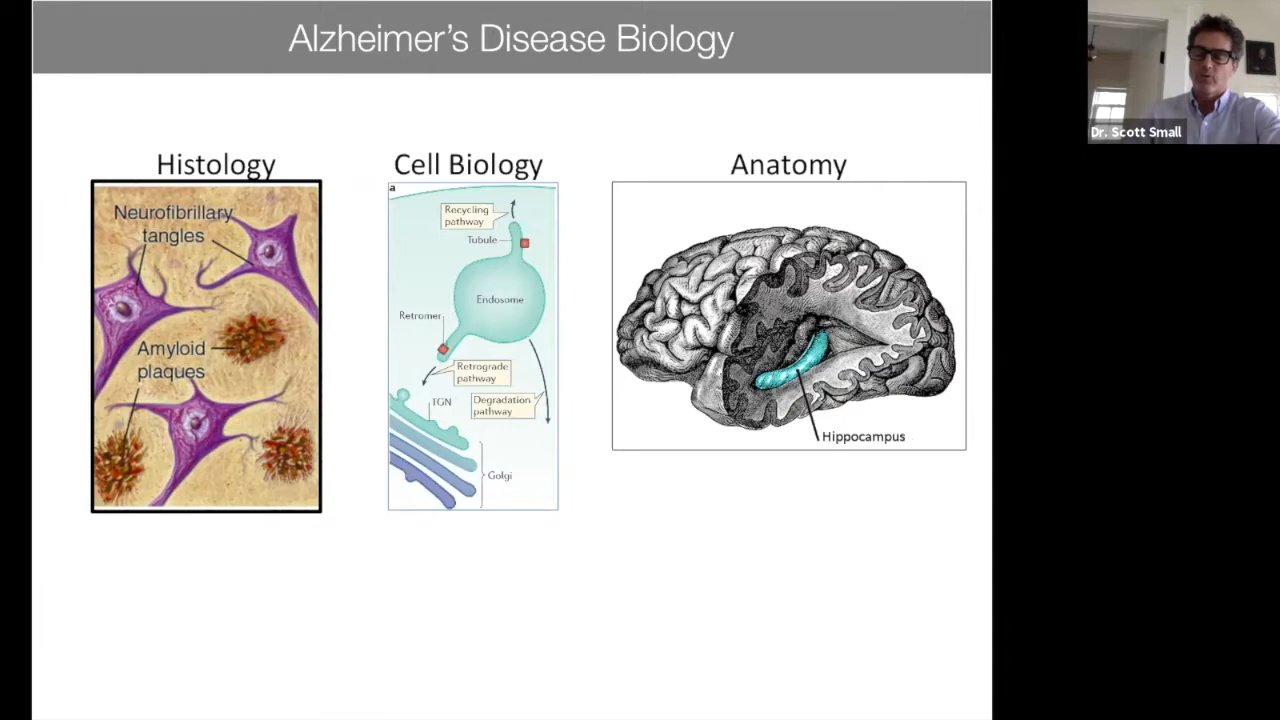 Alzheimer's Disease Biology
Dr. Scott Small
Histology
Neurofibrillary
tangles
Amyloid
plaques
Cell Biology
a
Recycling
pathway
Tubule
Endosome
Retromer
Retrograde
pathway
TGN
Degradation
pathway
Golgi
Anatomy
Hippocampus